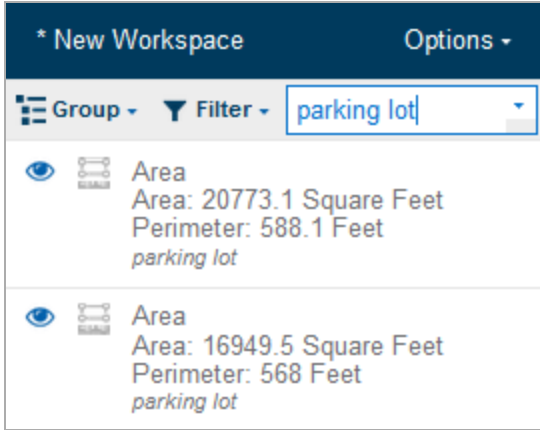 * New Workspace Options
Group Filter parking lot
Area
Area: 20773.1 Square Feet
Perimeter: 588.1 Feet
parking lot
Area
Area: 16949.5 Square Feet
Perimeter: 568 Feet
parking lot